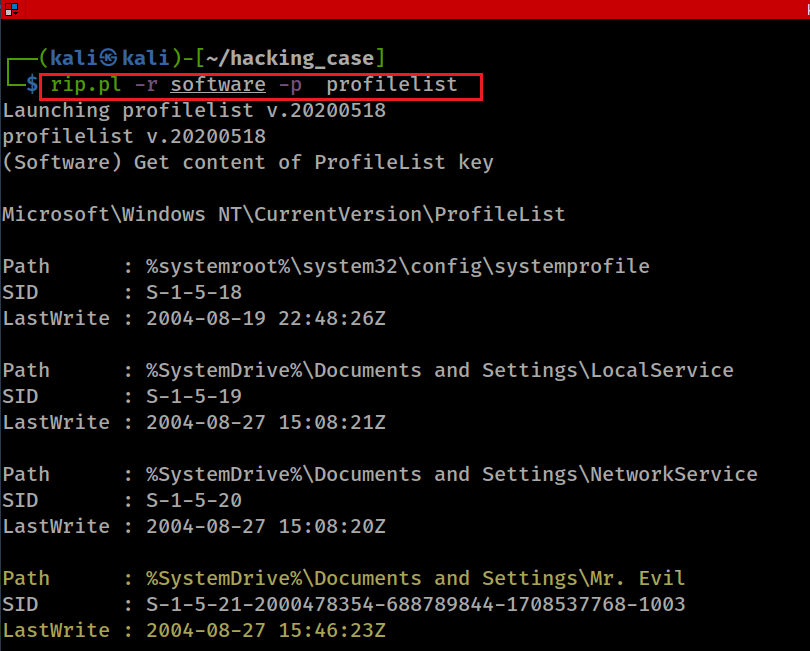 (kali㉿kali)-[~/hacking_case]
$ rip.pl -r software -p  profilelist
Launching profilelist v.20200518
profilelist v.20200518
(Software) Get content of ProfileList key
Microsoft\Windows NT\CurrentVersion\ProfileList
Path      : %systemroot%\system32\config\systemprofile
SID       : S-1-5-18
LastWrite : 2004-08-19 22:48:26Z
Path      : %SystemDrive%\Documents and Settings\LocalService
SID       : S-1-5-19
LastWrite : 2004-08-27 15:08:21Z
Path      : %SystemDrive%\Documents and Settings\NetworkService
SID       : S-1-5-20
LastWrite : 2004-08-27 15:08:20Z
Path      : %SystemDrive%\Documents and Settings\Mr. Evil
SID       : S-1-5-21-2000478354-688789844-1708537768-1003
LastWrite : 2004-08-27 15:46:23Z